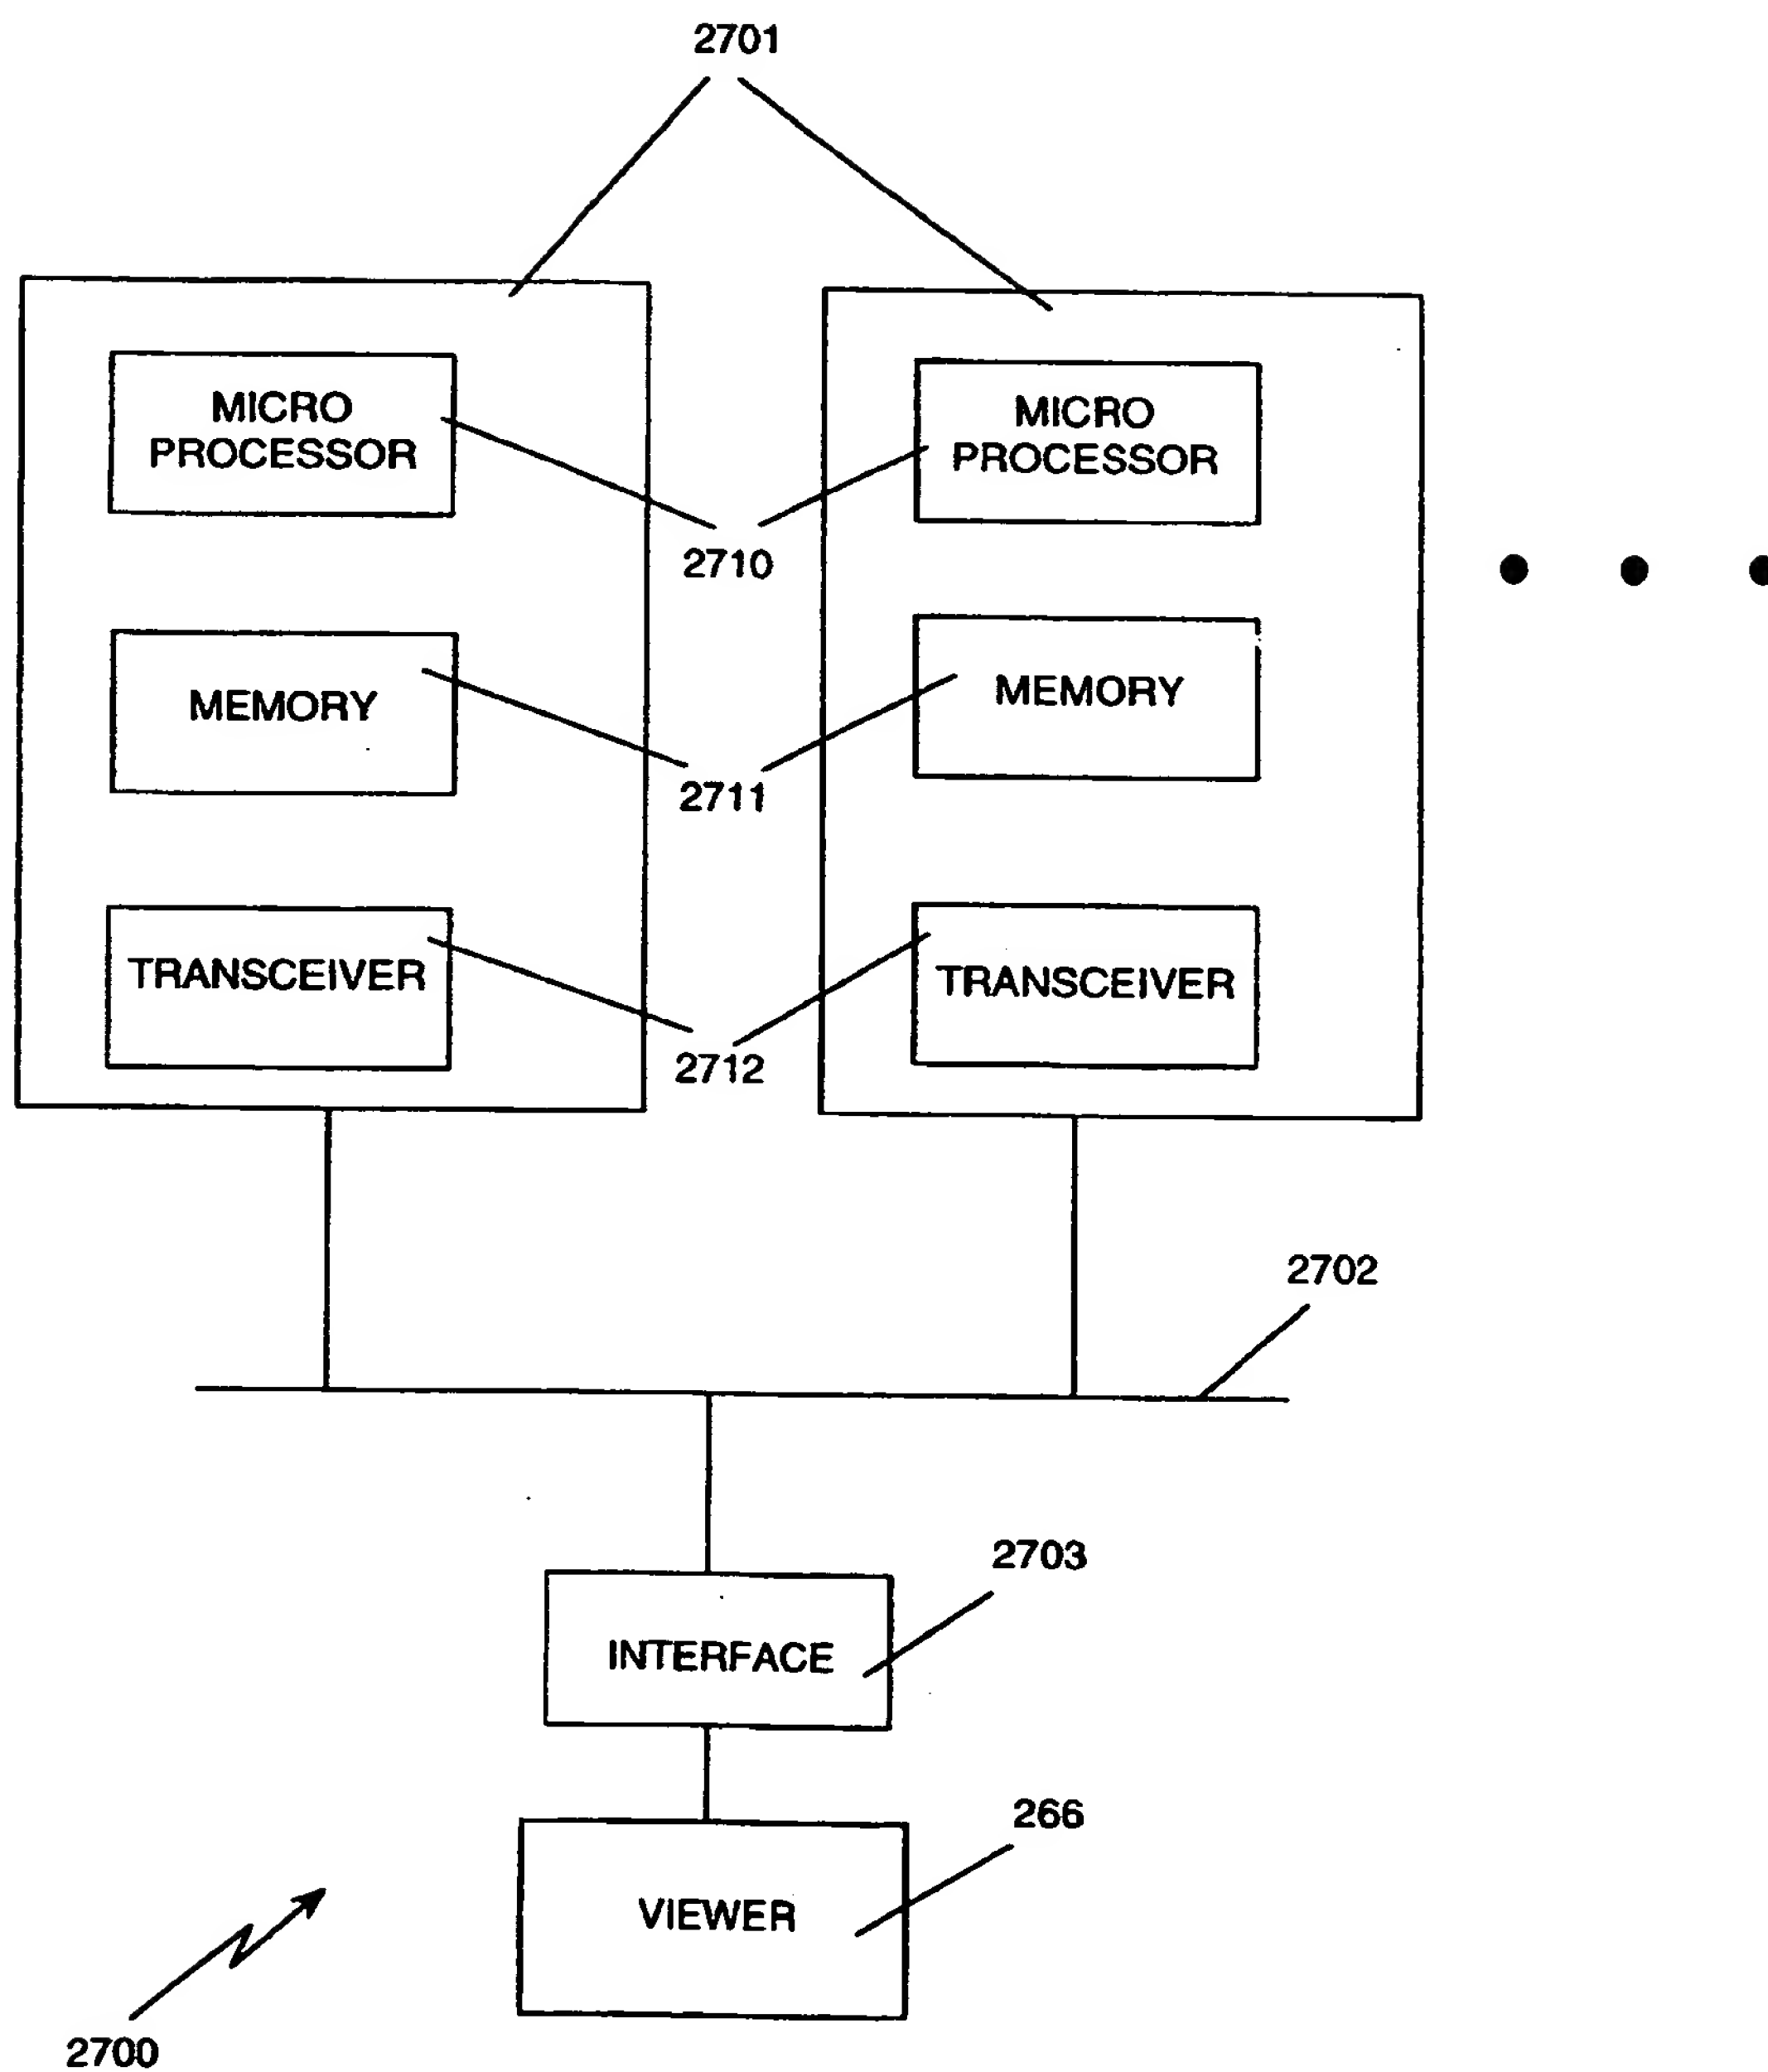 2701
MICRO
PROCESSOR
MICRO
PROCESSOR
2710
MEMORY
MEMORY
2711
TRANSCEIVER
TRANSCEIVER
2712
2702
2703
INTERFACE
266
VIEWER
2700